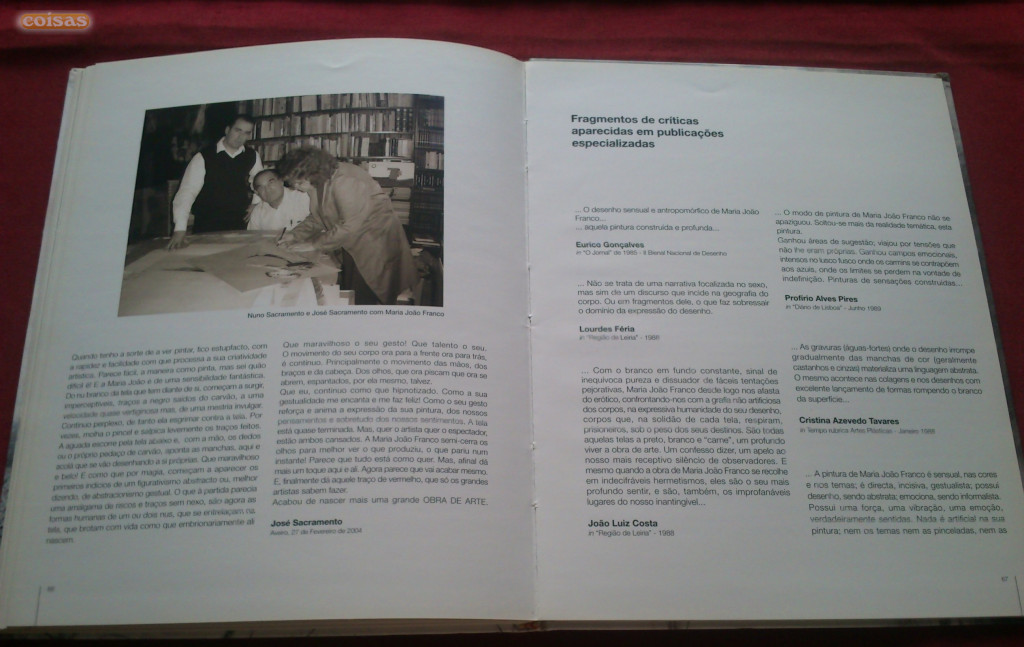 coisas
Nuno Sacramento e José Sacramento com Maria João Franco
Quando tenho a sorte de a ver pintar, fico estupefacto, com
a rapidez e facilidade com que processa a sua criatividade
artística. Parece fácil, a maneira como pinta, mas sei quão
difícil é! E a Maria João é de uma sensibilidade fantástica.
Do nu branco da tela que tem diante de si, começam a surgir,
imperceptíveis, traços a negro saídos do carvão, a uma
velocidade quase vertiginosa mas, de uma mestria invulgar.
Continuo perplexo, de tanto ela esgrimar contra a tela. Por
vezes, molha o pincel e salpica levemente os traços feitos.
A aguada escorre pela tela abaixo e, com a mão, os dedos
ou o próprio pedaço de carvão, aponta as manchas, aqui e
acolá que se vão desenhando a si próprias. Que maravilhoso
e belo! E como que por magia, começam a aparecer os
primeiros indícios de um figurativismo abstracto ou, melhor
dizendo, de abstracionismo gestual. O que à partida parecia
uma amálgama de riscos e traços sem nexo, são agora as
formas humanas de um ou dois nus, que se entrelaçam na
tela, que brotam com vida como que embrionariamente ali
nascem.
Que maravilhoso o seu gesto! Que talento o seu.
O movimento do seu corpo ora para a frente ora para trás,
é contínuo. Principalmente o movimento das mãos, dos
braços e da cabeça. Dos olhos, que ora piscam que ora se
abrem, espantados, por ela mesmo, talvez.
Que eu, continuo como que hipnotizado. Como a sua
gestualidade me encanta e me faz feliz! Como o seu gesto
reforça e anima a expressão da sua pintura, dos nossos
pensamentos e sobretudo dos nossos sentimentos. A tela
está quase terminada. Mas, quer o artista quer o espectador,
estão ambos cansados. A Maria João Franco semi-cerra os
olhos para melhor ver o que produziu, o que pariu num
instante! Parece que tudo está como quer. Mas, afinal dá
mais um toque aqui e ali. Agora parece que vai acabar mesmo.
E, finalmente dá aquele traço de vermelho, que só os grandes
artistas sabem fazer.
Acabou de nascer mais uma grande OBRA DE ARTE.
José Sacramento
Aveiro, 27 de Fevereiro de 2004
66
Fragmentos de críticas
aparecidas em publicações
especializadas
... O desenho sensual e antropomórfico de Maria João
Franco...
... aquela pintura construída e profunda...
Eurico Gonçalves
in "O Jornal" de 1985 - II Bienal Nacional de Desenho
... Não se trata de uma narrativa focalizada no sexo,
mas sim de um discurso que incide na geografia do
corpo. Ou em fragmentos dele, o que faz sobressair
o domínio da expressão do desenho.
Lourdes Féria
in "Região de Leiria" - 1988
... Com o branco em fundo constante, sinal de
inequívoca pureza e dissuador de fáceis tentações
pejorativas, Maria João Franco desde logo nos afasta
do erótico, confrontando-nos com a grafis não artificiosa
dos corpos, na expressiva humanidade do seu desenho,
corpos que, na solidão de cada tela, respiram,
prisioneiros, sob o peso dos seus destinos. São todas
aquelas telas a preto, branco e "carne", um profundo
viver a obra de arte. Um confesso dizer, um apelo ao
nosso mais receptivo silêncio de observadores. E
mesmo quando a obra de Maria João Franco se recolhe
em indecifráveis hermetismos, eles são o seu mais
profundo sentir, e são, também, os improfanáveis
lugares do nosso inantingível...
João Luiz Costa
in "Região de Leiria" - 1988
... O modo de pintura de Maria João Franco não se
apaziguou. Soltou-se mais da realidade temática, esta
pintura.
Ganhou áreas de sugestão, viajou por tensões que
não lhe eram próprias. Ganhou campos emocionais,
intensos no lusco fusco onde os carmins se contrapõem
aos azuis, onde os limites se perdem na vontade de
indefinição. Pinturas de sensações construídas...
Profírio Alves Pires
in "Diário de Lisboa" - Junho 1989
... As gravuras (águas-fortes) onde o desenho irrompe
gradualmente das manchas de cor (geralmente
castanhos e cinzas) materializa uma linguagem abstrata.
O mesmo acontece nas colagens e nos desenhos com
excelente lançamento de formas rompendo o branco
da superfície...
Cristina Azevedo Tavares
in Tempo rubrica Artes Plásticas - Janeiro 1988
... A pintura de Maria João Franco é sensual, nas cores
e nos temas; é directa, incisiva, gestualista; possui
desenho, sendo abstrata; emociona, sendo informalista.
Possui uma força, uma vibração, uma emoção,
verdadeiramente sentidas. Nada é artificial na sua
pintura; nem os temas nem as pinceladas, nem as
67